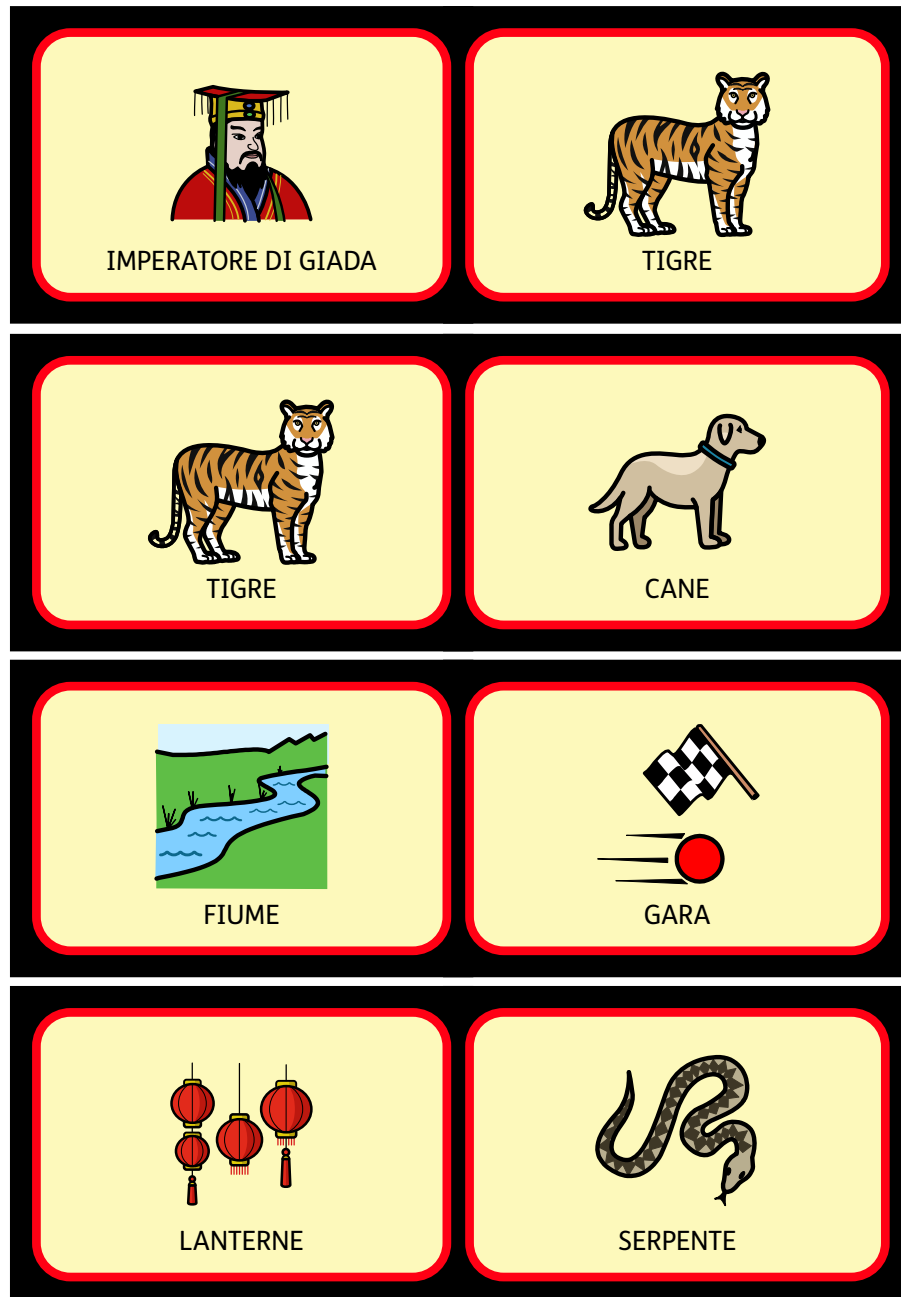 IMPERATORE DI GIADA
TIGRE
TIGRE
CANE
FIUME
GARA
LANTERNE
SERPENTE